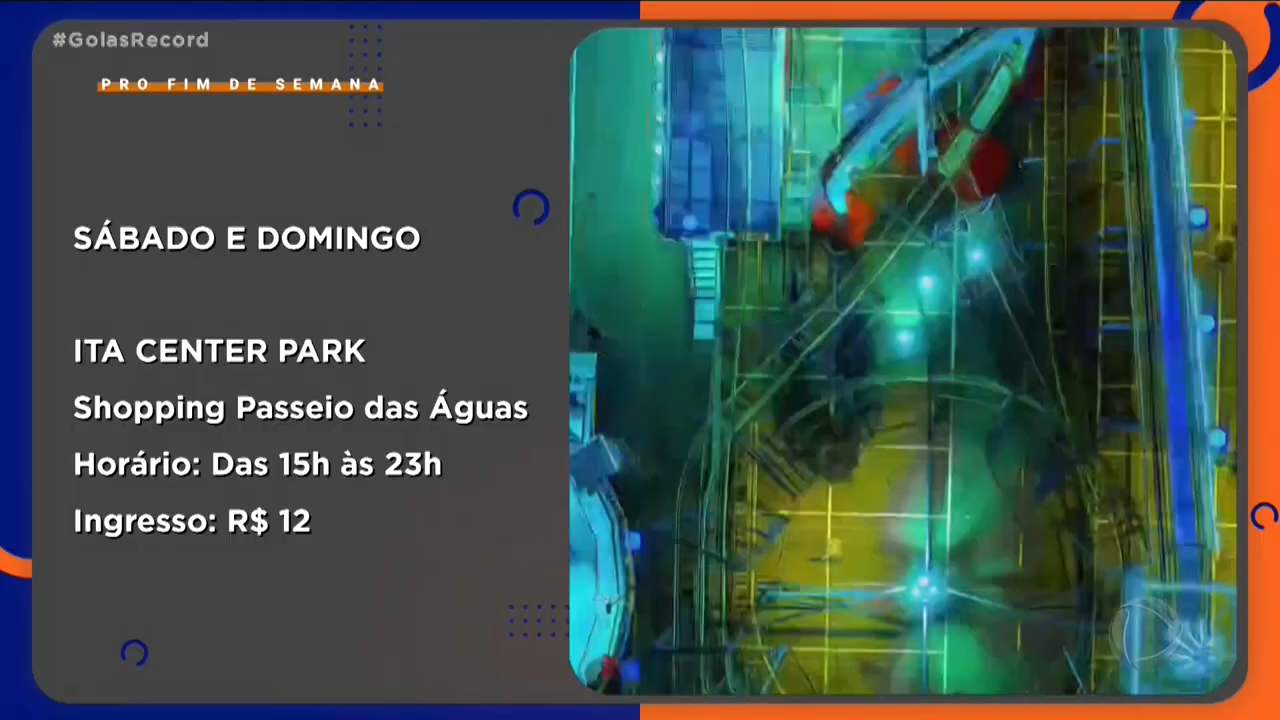 #GolasRecord
PRO FIM DE SEMANA
SÁBADO E DOMINGO
ITA CENTER PARK
Shopping Passeio das Águas
Horário: Das 15h às 23h
Ingresso: R$ 12